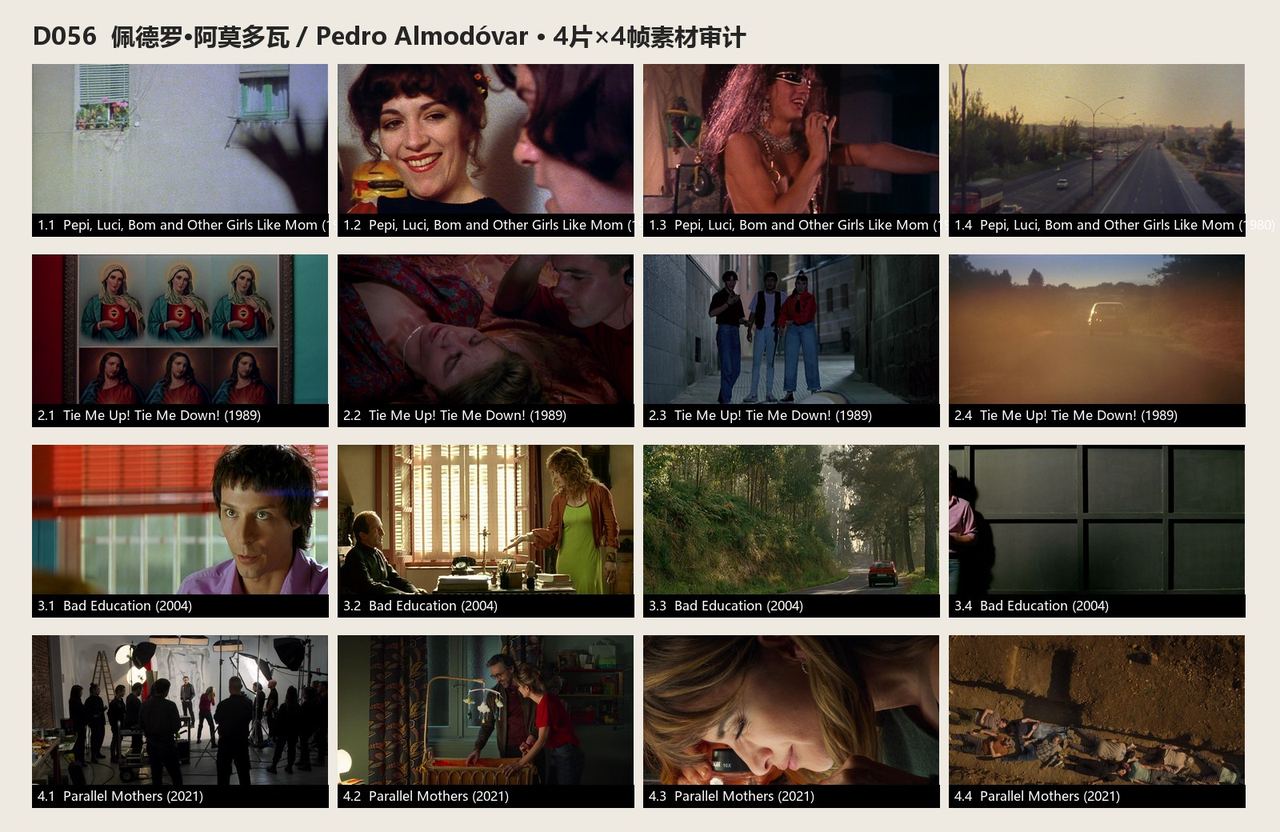 D056 佩德罗•阿莫多瓦 / Pedro Almodóvar • 4片×4帧素材审计
1.1 Pepi, Luci, Bom and Other Girls Like Mom (1
1.2 Pepi, Luci, Bom and Other Girls Like Mom (1
1.3 Pepi, Luci, Bom and Other Girls Like Mom (1
1.4 Pepi, Luci, Bom and Other Girls Like Mom (1980)
2.1 Tie Me Up! Tie Me Down! (1989)
2.2 Tie Me Up! Tie Me Down! (1989)
2.3 Tie Me Up! Tie Me Down! (1989)
2.4 Tie Me Up! Tie Me Down! (1989)
3.1 Bad Education (2004)
3.2 Bad Education (2004)
3.3 Bad Education (2004)
3.4 Bad Education (2004)
4.1 Parallel Mothers (2021)
4.2 Parallel Mothers (2021)
4.3 Parallel Mothers (2021)
4.4 Parallel Mothers (2021)